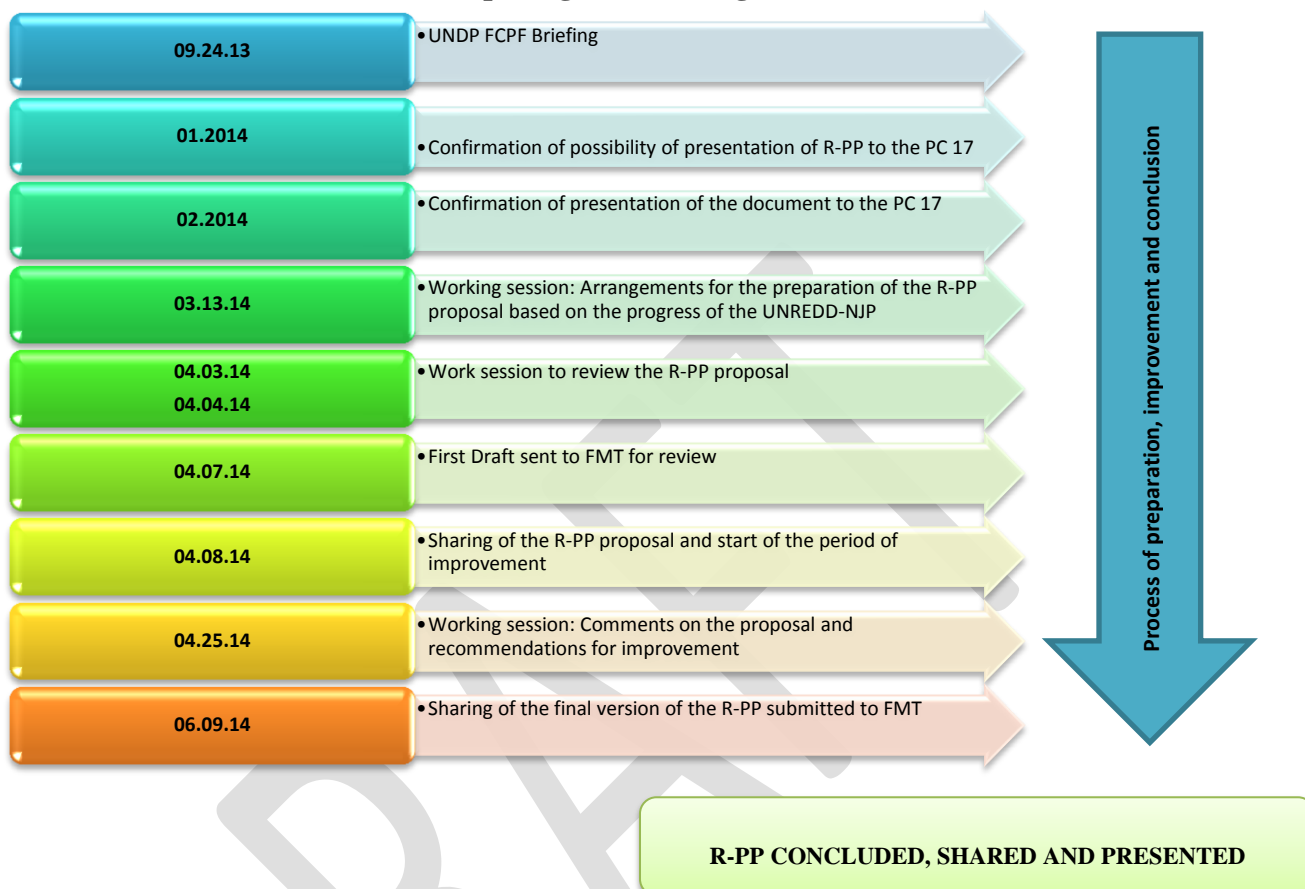 09.24.13
•UNDP FCPF Briefing
01.2014
•Confirmation of possibility of presentation of R-PP to the PC 17
02.2014
•Confirmation of presentation of the document to the PC 17
03.13.14
•Working session: Arrangements for the preparation of the R-PP
proposal based on the progress of the UNREDD-NJP
04.03.14
04.04.14
•Work session to review the R-PP proposal
04.07.14
•First Draft sent to FMT for review
04.08.14
•Sharing of the R-PP proposal and start of the period of
improvement
04.25.14
•Working session: Comments on the proposal and
recommendations for improvement
06.09.14
•Sharing of the final version of the R-PP submitted to FMT
Process of preparation, improvement and conclusion
R-PP CONCLUDED, SHARED AND PRESENTED
DRAFT